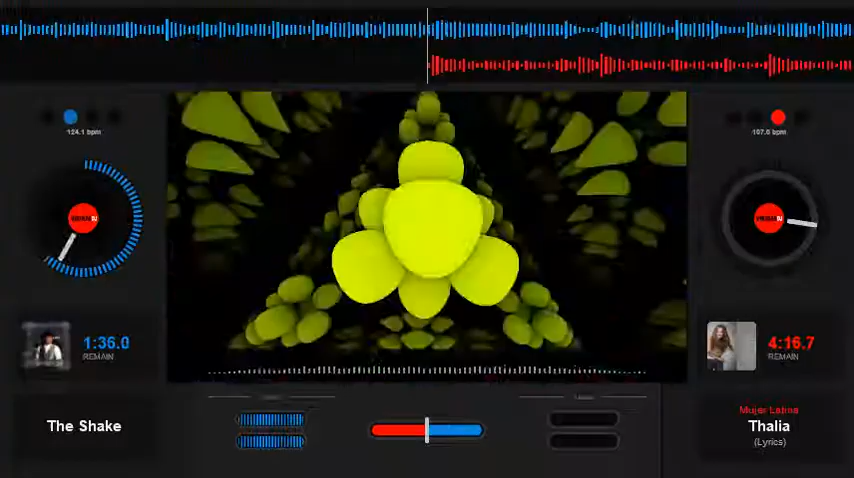 124.1 bpm
107.0 bpm
1:36.0
REMAIN
4:16.7
REMAIN
The Shake
Mujer Latina
Thalia
(Lyrics)